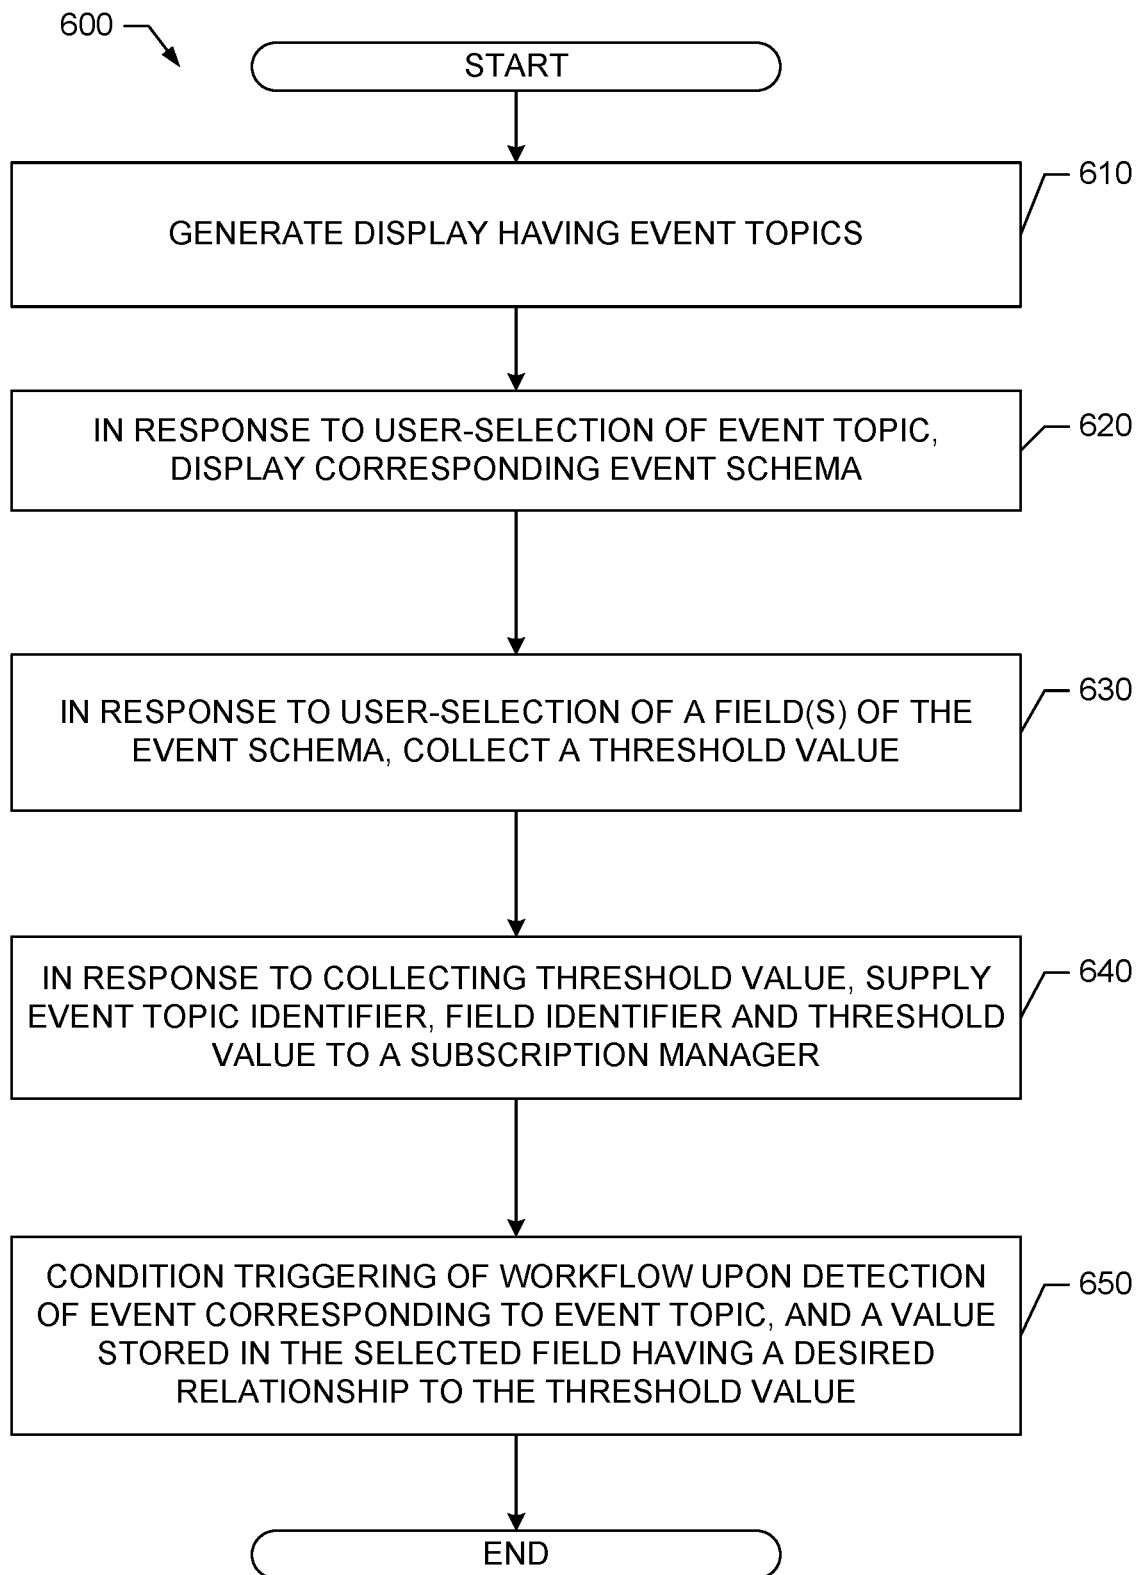 600
START
610
GENERATE DISPLAY HAVING EVENT TOPICS
620
IN RESPONSE TO USER-SELECTION OF EVENT TOPIC,
DISPLAY CORRESPONDING EVENT SCHEMA
630
IN RESPONSE TO USER-SELECTION OF A FIELD(S) OF THE
EVENT SCHEMA, COLLECT A THRESHOLD VALUE
640
IN RESPONSE TO COLLECTING THRESHOLD VALUE, SUPPLY
EVENT TOPIC IDENTIFIER, FIELD IDENTIFIER AND THRESHOLD
VALUE TO A SUBSCRIPTION MANAGER
650
CONDITION TRIGGERING OF WORKFLOW UPON DETECTION
OF EVENT CORRESPONDING TO EVENT TOPIC, AND A VALUE
STORED IN THE SELECTED FIELD HAVING A DESIRED
RELATIONSHIP TO THE THRESHOLD VALUE
END